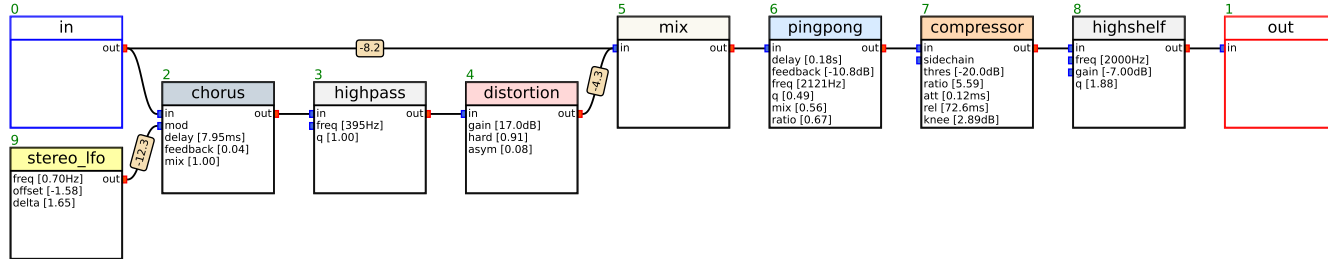 0
in
out
-8.2
9
stereo_lfo
freq [0.70Hz]
out
offset [-1.58]
delta [1.65]
-12.3
2
chorus
in
out
mod
delay [7.95ms]
feedback [0.04]
mix [1.00]
3
highpass
in
out
freq [395Hz]
q [1.00]
4
distortion
in
out
gain [17.0dB]
hard [0.91]
asym [0.08]
-4.3
5
mix
in
out
6
pingpong
in
out
delay [0.18s]
feedback [-10.8dB]
freq [2121Hz]
q [0.49]
mix [0.56]
ratio [0.67]
7
compressor
in
out
sidechain
thres [-20.0dB]
ratio [5.59]
att [0.12ms]
rel [72.6ms]
knee [2.89dB]
8
highshelf
in
out
freq [2000Hz]
gain [-7.00dB]
q [1.88]
1
out
in